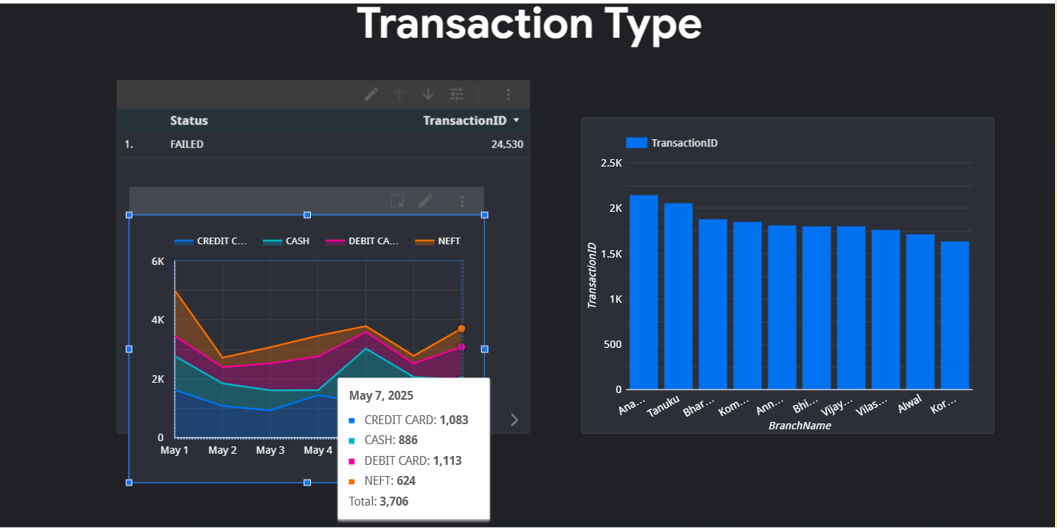 Transaction Type
Status TransactionID
1. FAILED 24,530
CREDIT C... CASH DEBIT CA... NEFT
6K
4K
2K
0
May 1 May 2 May 3 May 4
May 7, 2025
CREDIT CARD: 1,083
CASH: 886
DEBIT CARD: 1,113
NEFT: 624
Total: 3,706
TransactionID
2.5K
2K
1.5K
1K
500
0
TransactionID
Ana... Tanuku Bhar... Kom... Ann... Bhi... Vijay... Vilas... Alwal Kor...
BranchName